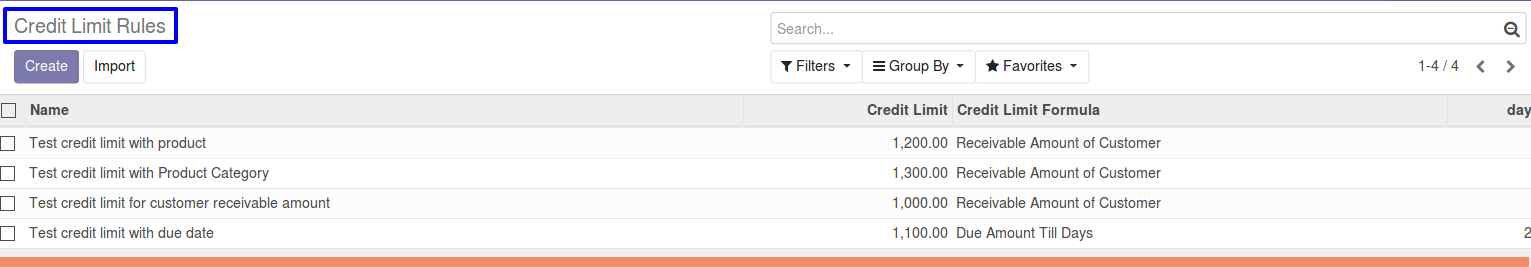 Credit Limit Rules
Search...
Create Import
Filters Group By Favorites 1-4 / 4
Name Credit Limit Credit Limit Formula day
Test credit limit with product 1,200.00 Receivable Amount of Customer
Test credit limit with Product Category 1,300.00 Receivable Amount of Customer
Test credit limit for customer receivable amount 1,000.00 Receivable Amount of Customer
Test credit limit with due date 1,100.00 Due Amount Till Days 2